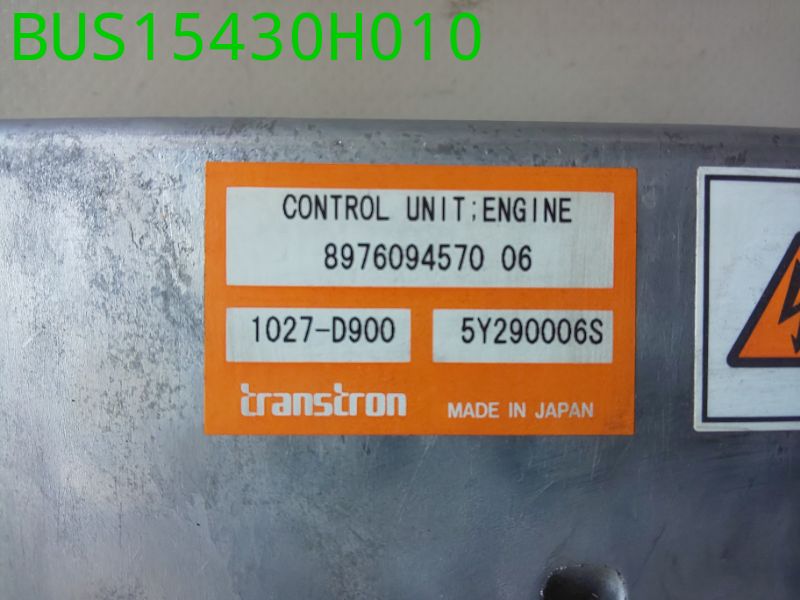 BUS15430H010
CONTROL UNIT;ENGINE
8976094570 06
1027-D900 5Y290006S
transtron MADE IN JAPAN